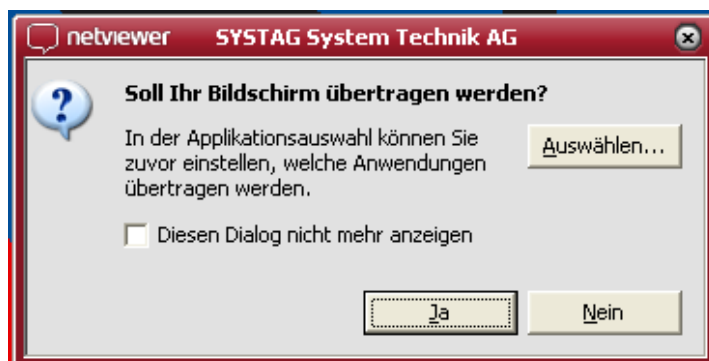 netviewer SYSTAG System Technik AG
Soll Ihr Bildschirm übertragen werden?
In der Applikationsauswahl können Sie
zuvor einstellen, welche Anwendungen
übertragen werden.
Auswählen...
Diesen Dialog nicht mehr anzeigen
Ja Nein